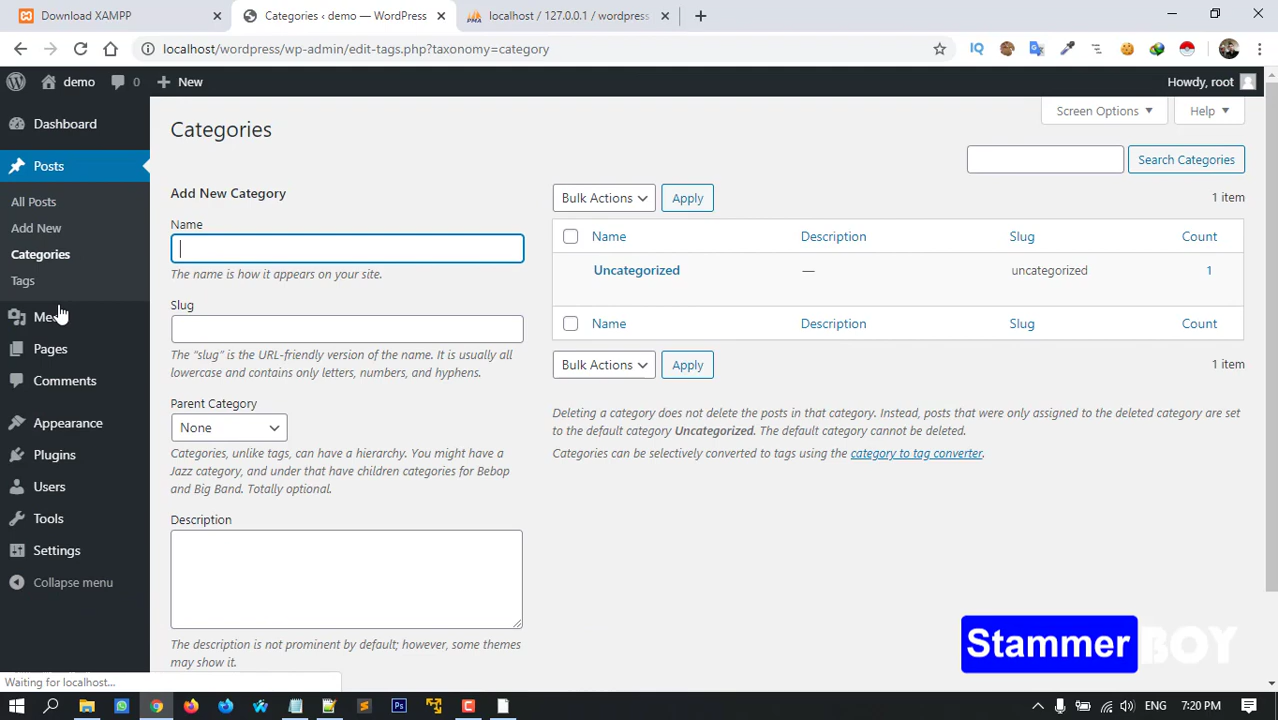 Download XAMPP
Categories ‹ demo — WordPress
localhost / 127.0.0.1 / wordpress
localhost/wordpress/wp-admin/edit-tags.php?taxonomy=category
demo
0
New
Howdy, root
Dashboard
Posts
All Posts
Add New
Categories
Tags
Pages
Comments
Appearance
Plugins
Users
Tools
Settings
Collapse menu
Categories
Screen Options
Help
Search Categories
Add New Category
Name
The name is how it appears on your site.
Slug
The "slug" is the URL-friendly version of the name. It is usually all
lowercase and contains only letters, numbers, and hyphens.
Parent Category
None
Categories, unlike tags, can have a hierarchy. You might have a
Jazz category, and under that have children categories for Bebop
and Big Band. Totally optional.
Description
The description is not prominent by default; however, some themes
may show it.
Bulk Actions
Apply
1 item
Name Description Slug Count
Uncategorized — uncategorized 1
Name Description Slug Count
Bulk Actions
Apply
1 item
Deleting a category does not delete the posts in that category. Instead, posts that were only assigned to the deleted category are set
to the default category Uncategorized. The default category cannot be deleted.
Categories can be selectively converted to tags using the category to tag converter.
Stammer BOY
Waiting for localhost...
ENG
7:20 PM